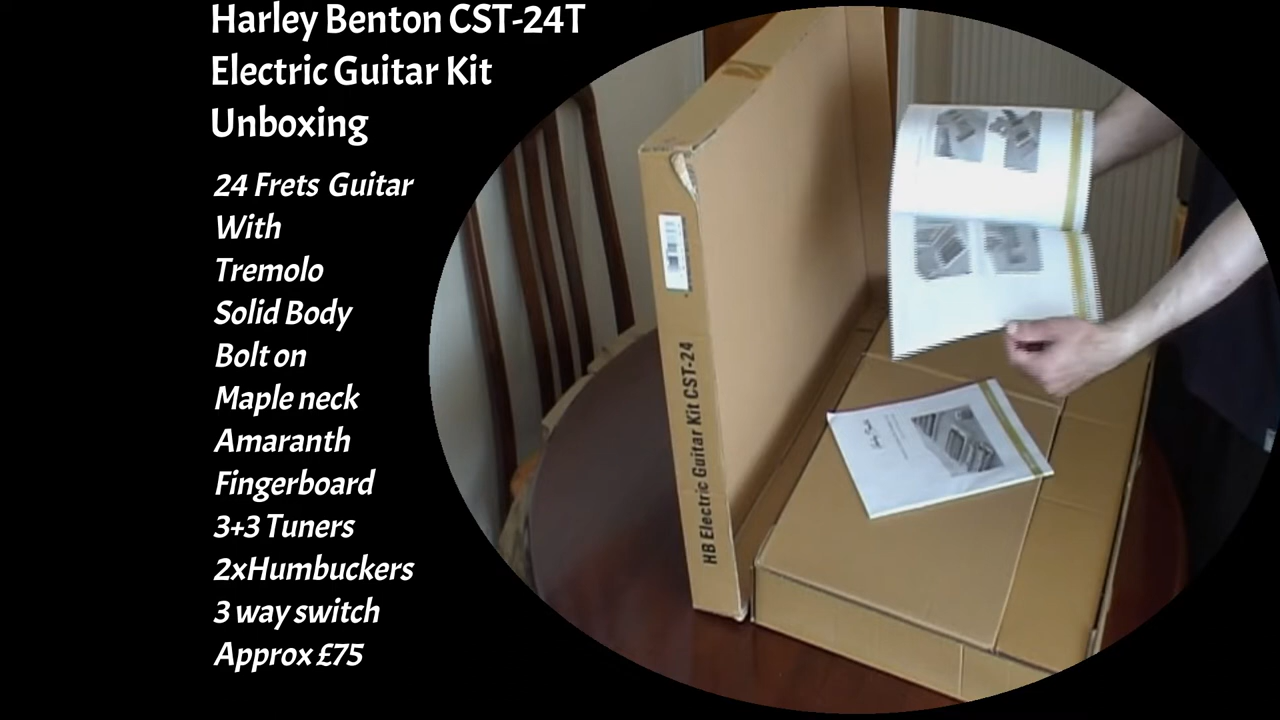 Harley Benton CST-24T
Electric Guitar Kit
Unboxing
24 Frets Guitar
With
Tremolo
Solid Body
Bolt on
Maple neck
Amaranth
Fingerboard
3+3 Tuners
2xHumbuckers
3 way switch
Approx £75
HB Electric Guitar Kit CST-24